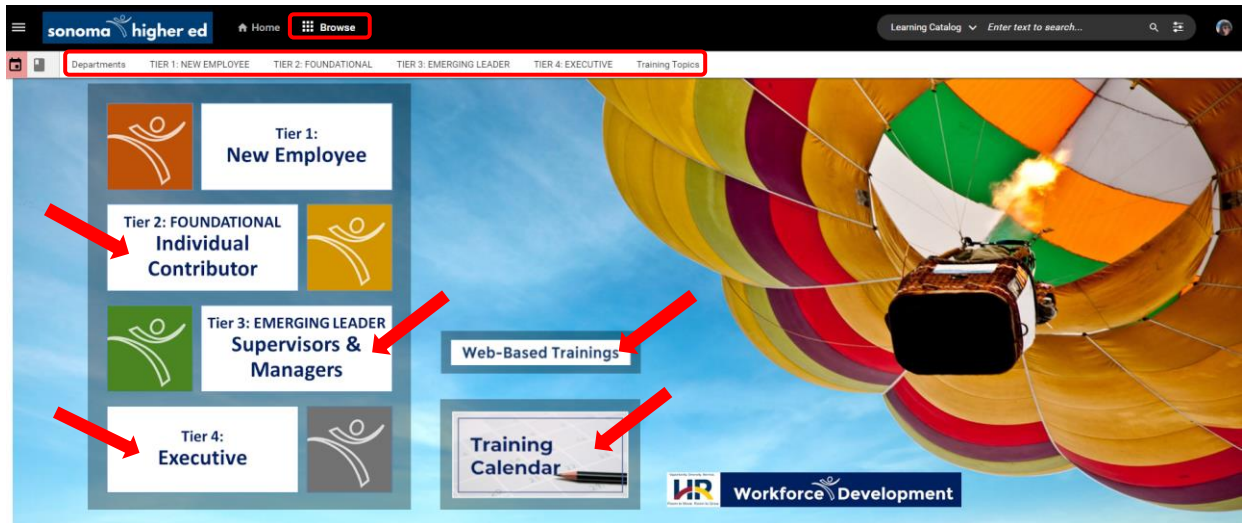 sonoma higher ed
Home
Browse
Learning Catalog
Enter text to search...
Departments
TIER 1: NEW EMPLOYEE
TIER 2: FOUNDATIONAL
TIER 3: EMERGING LEADER
TIER 4: EXECUTIVE
Training Topics
Tier 1:
New Employee
Tier 2: FOUNDATIONAL
Individual
Contributor
Tier 3: EMERGING LEADER
Supervisors &
Managers
Tier 4:
Executive
Web-Based Trainings
Training
Calendar
HR
Workforce Development